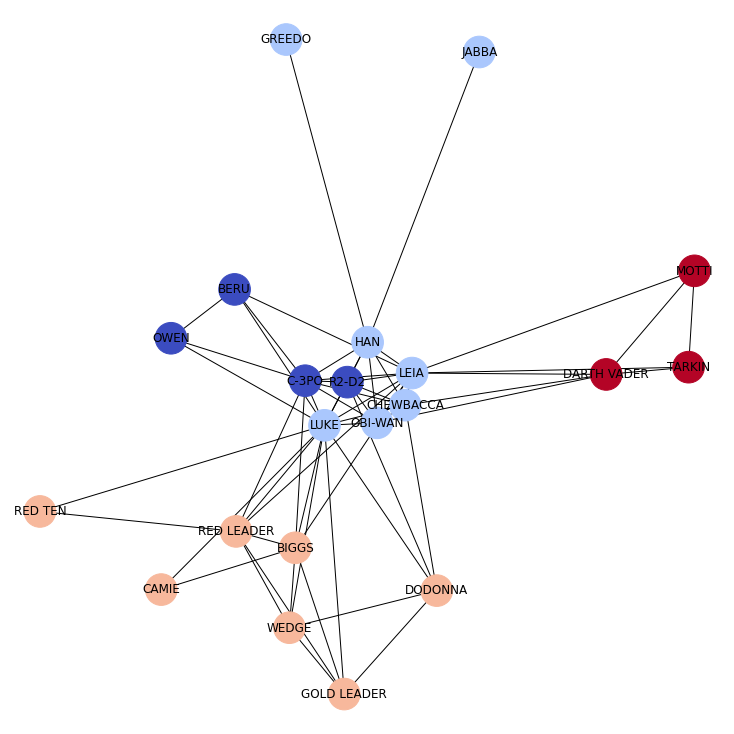 GREEDO
JABBA
MOTTI
BERU
OWEN
HAN
TARKIN
LEIA
DARTH VADER
C-3PO
R2-D2
CHEWBACCA
OBI-WAN
LUKE
RED TEN
RED LEADER
BIGGS
CAMIE
DODONNA
WEDGE
GOLD LEADER